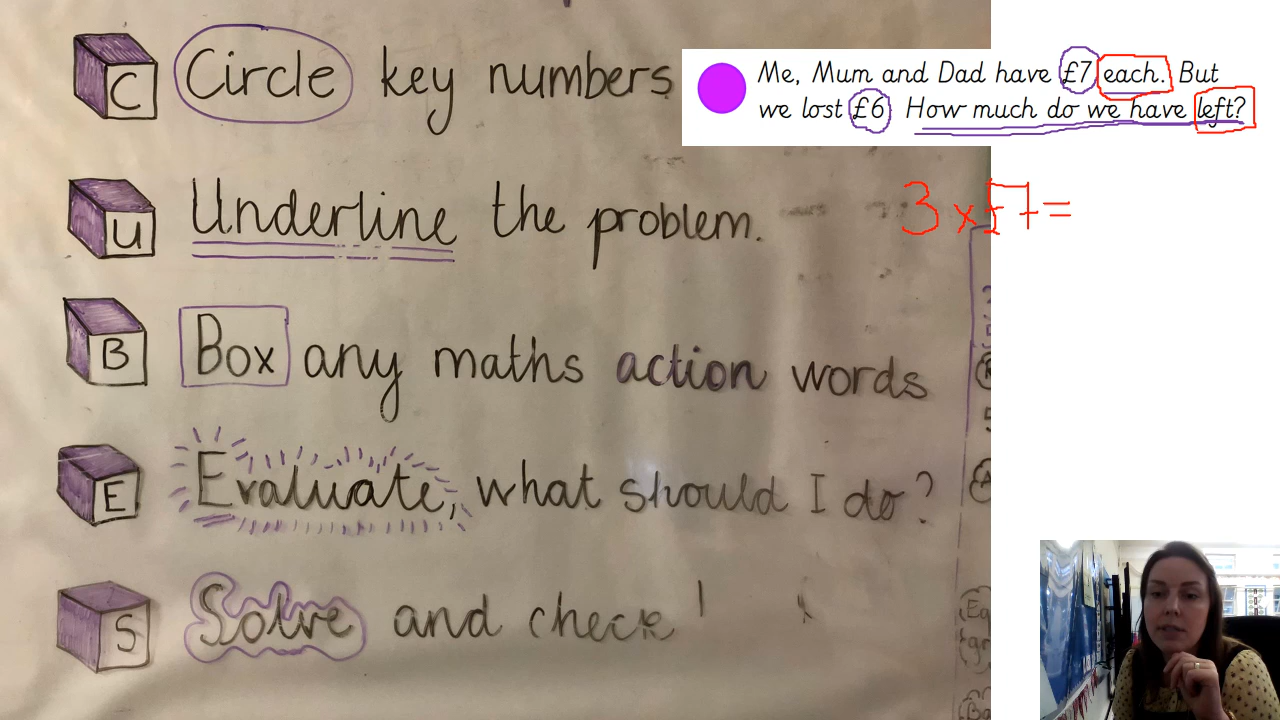 C Circle key numbers
Me, Mum and Dad have £7 each. But
we lost £6 How much do we have left?
U Underline the problem.
3 x £7 =
B Box any maths action words
E Evaluate, what should I do?
S Solve and check!